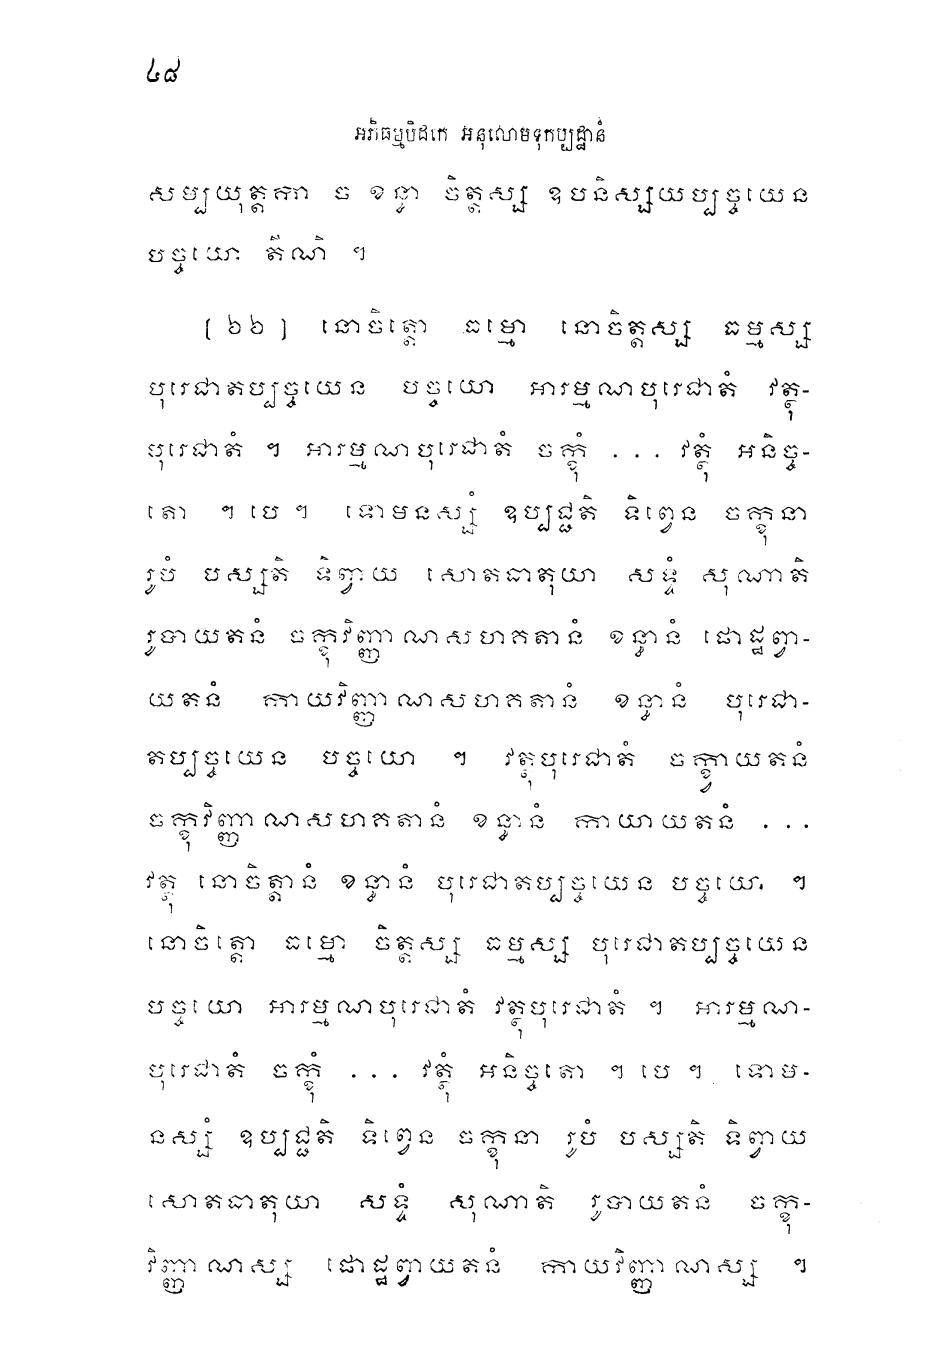 ៤៨
អភិធម្មបិដកេ អនុលោមទុកប្បដ្ឋានំ
សម្បយុត្តកា ច ខន្ធា ចិត្តស្ស ឧបនិស្សយប្បច្ចយេន
បច្ចយោ តីណិ ។
[ ៦៦ ] នោចិត្តោ ធម្មោ នោចិត្តស្ស ធម្មស្ស
បុរេជាតប្បច្ចយេន បច្ចយោ អារម្មណបុរេជាតំ វត្ថុ-
បុរេជាតំ ។ អារម្មណបុរេជាតំ ចក្ខុំ ... វត្ថុំ អនិច្ច-
តោ ។ បេ ។ ទោមនស្សំ ឧប្បជ្ជតិ ទិព្វេន ចក្ខុនា
រូបំ បស្សតិ ទិព្វាយ សោតធាតុយា សទ្ទំ សុណាតិ
រូបាយតនំ ចក្ខុវិញ្ញាណសហគតានំ ខន្ធានំ ផោដ្ឋព្វា-
យតនំ កាយវិញ្ញាណសហគតានំ ខន្ធានំ បុរេជា-
តប្បច្ចយេន បច្ចយោ ។ វត្ថុបុរេជាតំ ចក្ខ្វាយតនំ
ចក្ខុវិញ្ញាណសហគតានំ ខន្ធានំ កាយាយតនំ ...
វត្ថុ នោចិត្តានំ ខន្ធានំ បុរេជាតប្បច្ចយេន បច្ចយោ ។
នោចិត្តោ ធម្មោ ចិត្តស្ស ធម្មស្ស បុរេជាតប្បច្ចយេន
បច្ចយោ អារម្មណបុរេជាតំ វត្ថុបុរេជាតំ ។ អារម្មណ-
បុរេជាតំ ចក្ខុំ ... វត្ថុំ អនិច្ចតោ ។ បេ ។ ទោម-
នស្សំ ឧប្បជ្ជតិ ទិព្វេន ចក្ខុនា រូបំ បស្សតិ ទិព្វាយ
សោតធាតុយា សទ្ទំ សុណាតិ រូបាយតនំ ចក្ខុ-
វិញ្ញាណស្ស ផោដ្ឋព្វាយតនំ កាយវិញ្ញាណស្ស ។